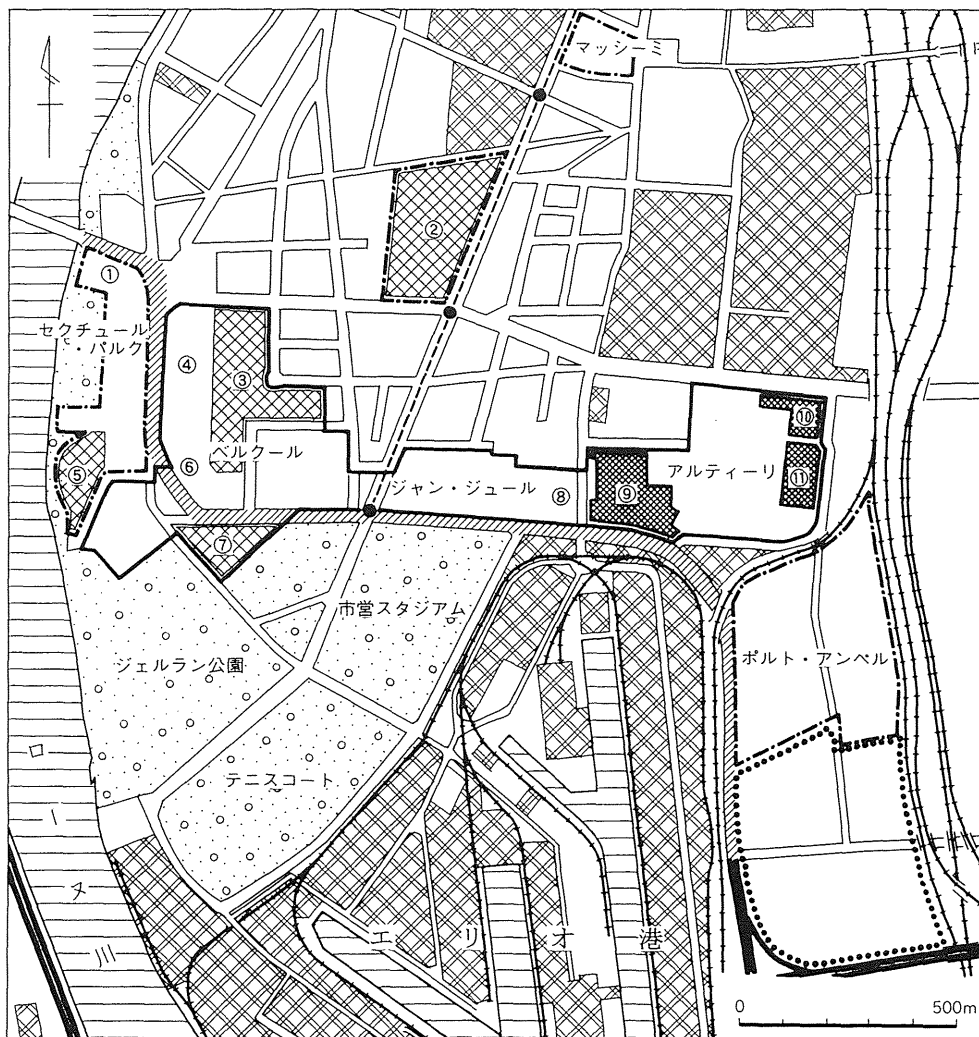 マッシーミ
②
①
セクチュール
・パルク
④
③
⑩
⑤
ベルクール
アルティーリ
⑪
⑥
ジャン・ジュール
⑧
⑨
⑦
市営スタジアム
ジェルラン公園
ポルト・アンペル
テニスコート
ローヌ川
エリオ港
0 500m